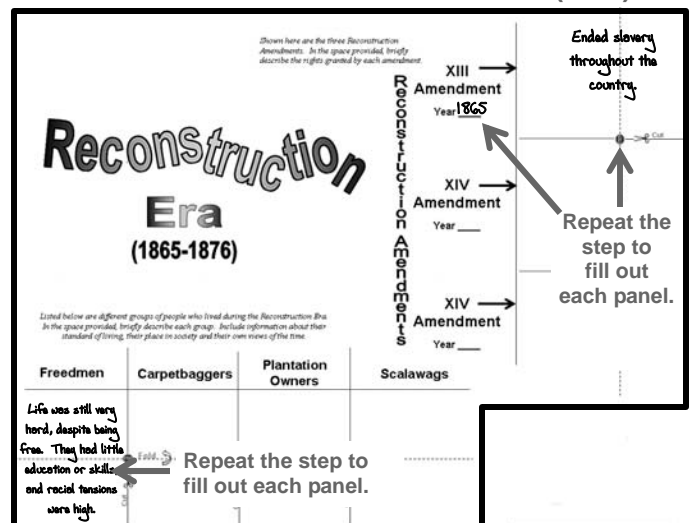 Shown here are the three Reconstruction
Amendments. In the space provided, briefly
describe the rights granted by each amendment.
Reconstruction
Era
(1865-1876)
Reconstruction Amendments
XIII
Amendment
Year 1865
XIV
Amendment
Year ____
XIV
Amendment
Year ____
Ended slavery
throughout the
country.
Cut
Repeat the
step to
fill out
each panel.
Listed below are different groups of people who lived during the Reconstruction Era.
In the space provided, briefly describe each group. Include information about their
standard of living, their place in society and their own views of the time.
Freedmen
Carpetbaggers
Plantation
Owners
Scalawags
Life was still very
hard, despite being
free. They had little
education or skills
and racial tensions
were high.
Fold
Cut
Repeat the step to
fill out each panel.